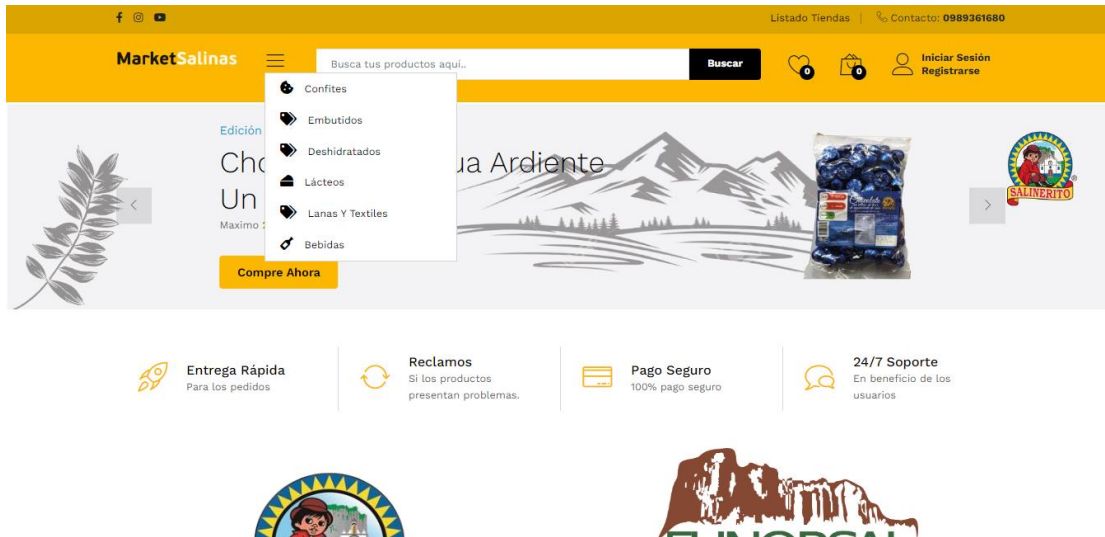 Listado Tiendas
Contacto: 0989361680
MarketSalinas
Busca tus productos aqui..
Buscar
0
0
Iniciar Sesión
Registrarse
Confites
Embutidos
Deshidratados
Lácteos
Lanas Y Textiles
Bebidas
Edición
Ardiente
Un
Maximo
Compre Ahora
SALINERITO
Entrega Rápida
Para los pedidos
Reclamos
Si los productos
presentan problemas.
Pago Seguro
100% pago seguro
24/7 Soporte
En beneficio de los
usuarios